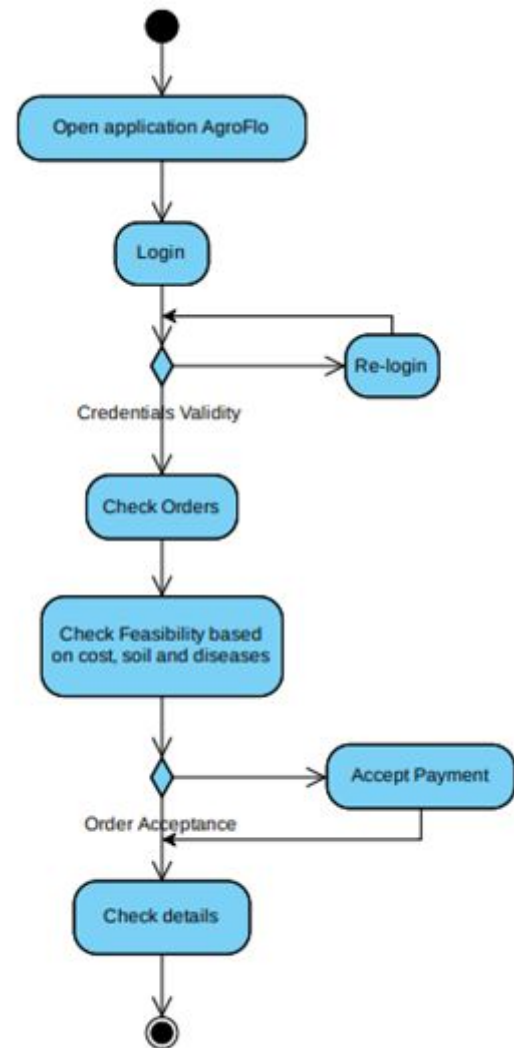 Open application AgroFlo
Login
Re-login
Credentials Validity
Check Orders
Check Feasibility based
on cost, soil and diseases
Accept Payment
Order Acceptance
Check details